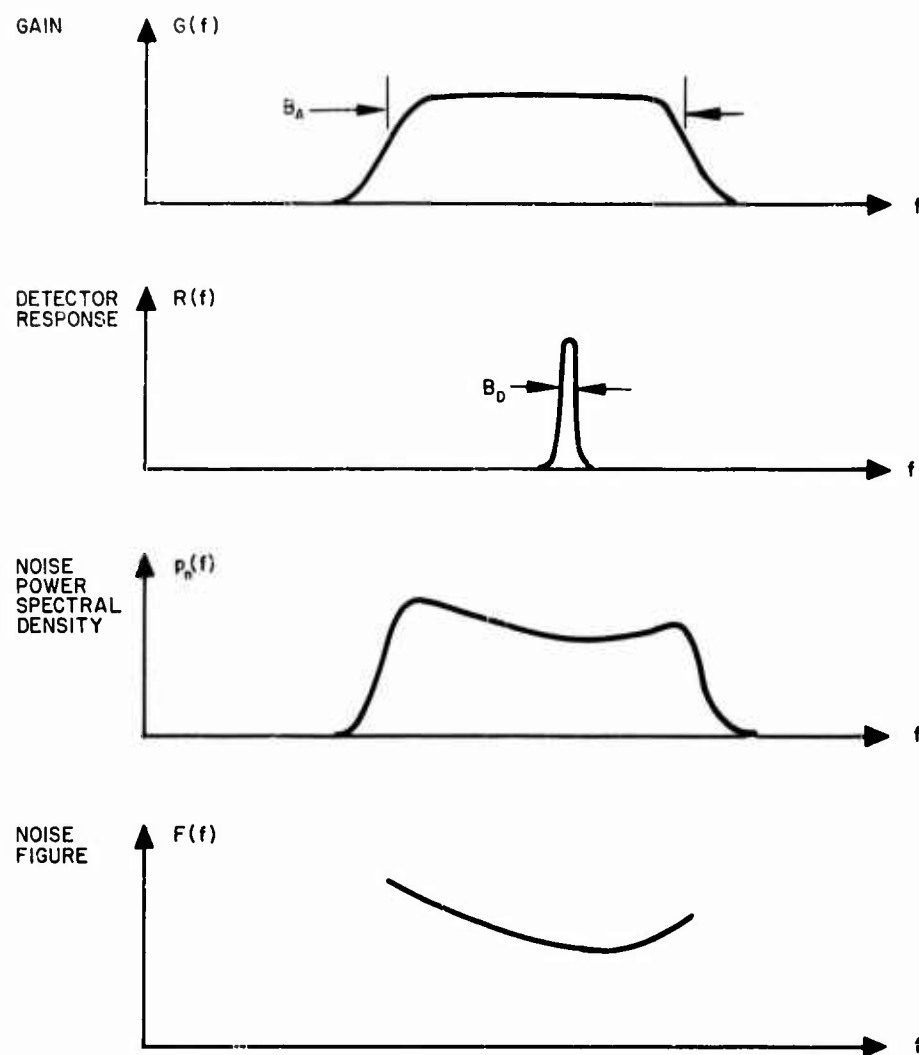 GAIN
G(f)
B_A
f
DETECTOR
RESPONSE
R(f)
B_D
f
NOISE
POWER
SPECTRAL
DENSITY
p_n(f)
f
NOISE
FIGURE
F(f)